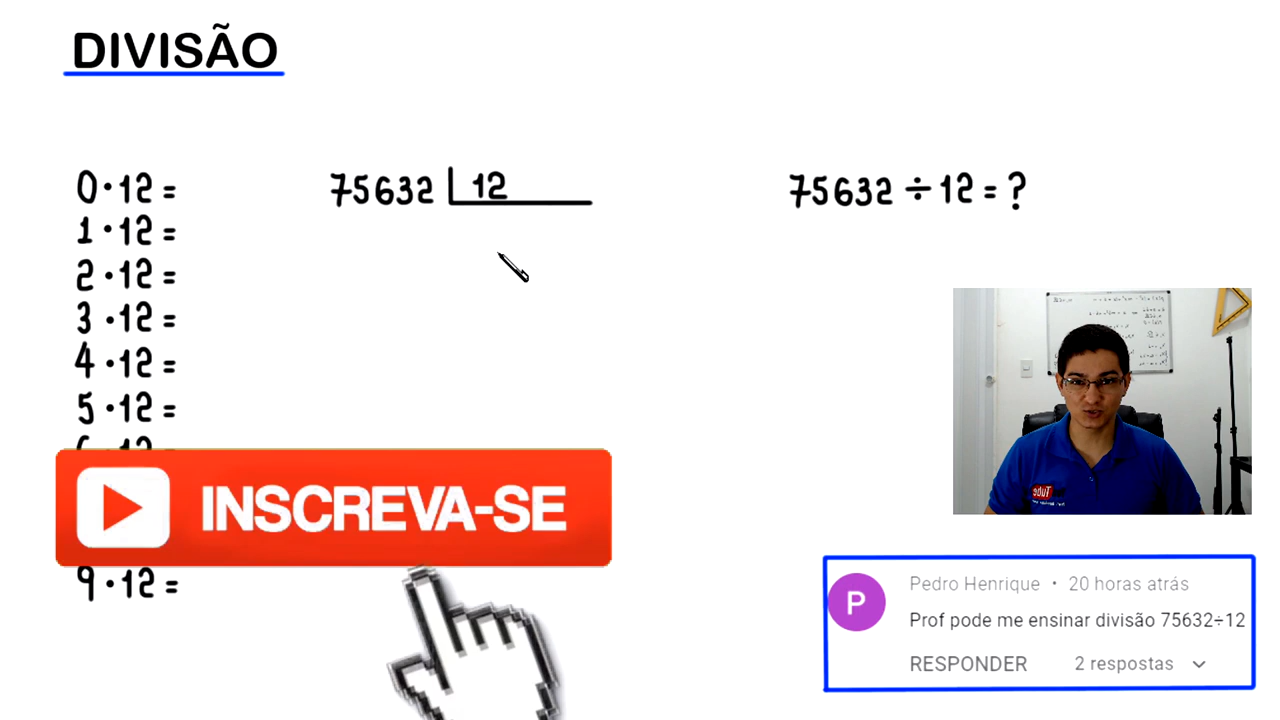 DIVISÃO
0·12=
1·12=
2·12=
3·12=
4·12=
5·12=
9·12=
75632 12
75632÷12=?
INSCREVA-SE
Pedro Henrique • 20 horas atrás
P
Prof pode me ensinar divisão 75632÷12
RESPONDER 2 respostas